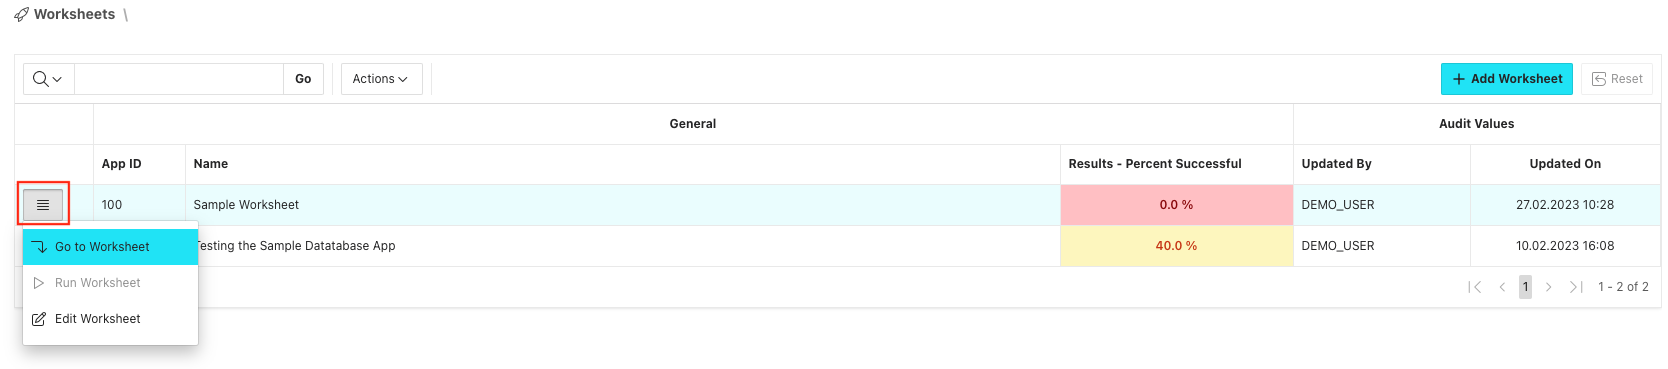 Worksheets \
Go Actions + Add Worksheet Reset
General Audit Values
App ID Name Results - Percent Successful Updated By Updated On
100 Sample Worksheet 0.0 % DEMO_USER 27.02.2023 10:28
Go to Worksheet Testing the Sample Datatabase App 40.0 % DEMO_USER 10.02.2023 16:08
Run Worksheet 1 1 - 2 of 2
Edit Worksheet